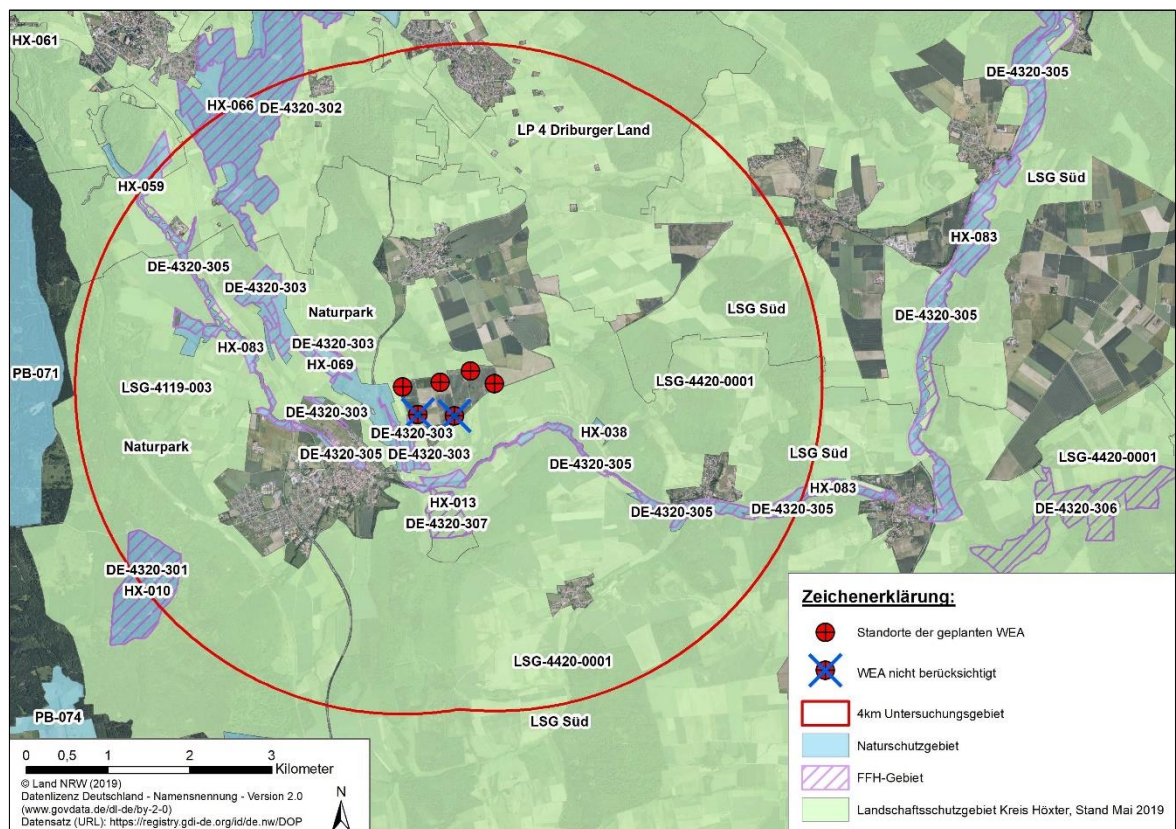 HX-061
DE-4320-305
HX-066
DE-4320-302
LP 4 Driburger Land
HX-059
LSG Süd
HX-083
DE-4320-305
DE-4320-303
Naturpark
LSG Süd
DE-4320-305
DE-4320-303
HX-083
HX-069
PB-071
LSG-4119-003
LSG-4420-0001
DE-4320-303
DE-4320-303
HX-038
Naturpark
DE-4320-305
DE-4320-303
DE-4320-305
LSG Süd
LSG-4420-0001
HX-013
HX-083
DE-4320-307
DE-4320-305
DE-4320-305
DE-4320-306
DE-4320-301
HX-010
LSG-4420-0001
PB-074
LSG Süd
Zeichenerklärung:
Standorte der geplanten WEA
WEA nicht berücksichtigt
4km Untersuchungsgebiet
Naturschutzgebiet
FFH-Gebiet
Landschaftsschutzgebiet Kreis Höxter, Stand Mai 2019
0 0,5 1 2 3
Kilometer
© Land NRW (2019)
Datenlizenz Deutschland - Namensnennung - Version 2.0
(www.govdata.de/dl-de/by-2-0)
Datensatz (URL): https://registry.gdi-de.org/id/de.nw/DOP
N